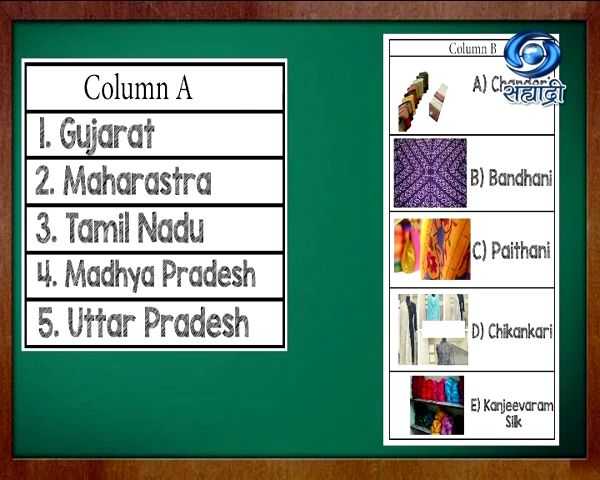 Column A
1. Gujarat
2. Maharastra
3. Tamil Nadu
4. Madhya Pradesh
5. Uttar Pradesh
Column B
A)
सह्याद्री
B) Bandhani
C) Paithani
D) Chikankari
E) Kanjeevaram
Silk